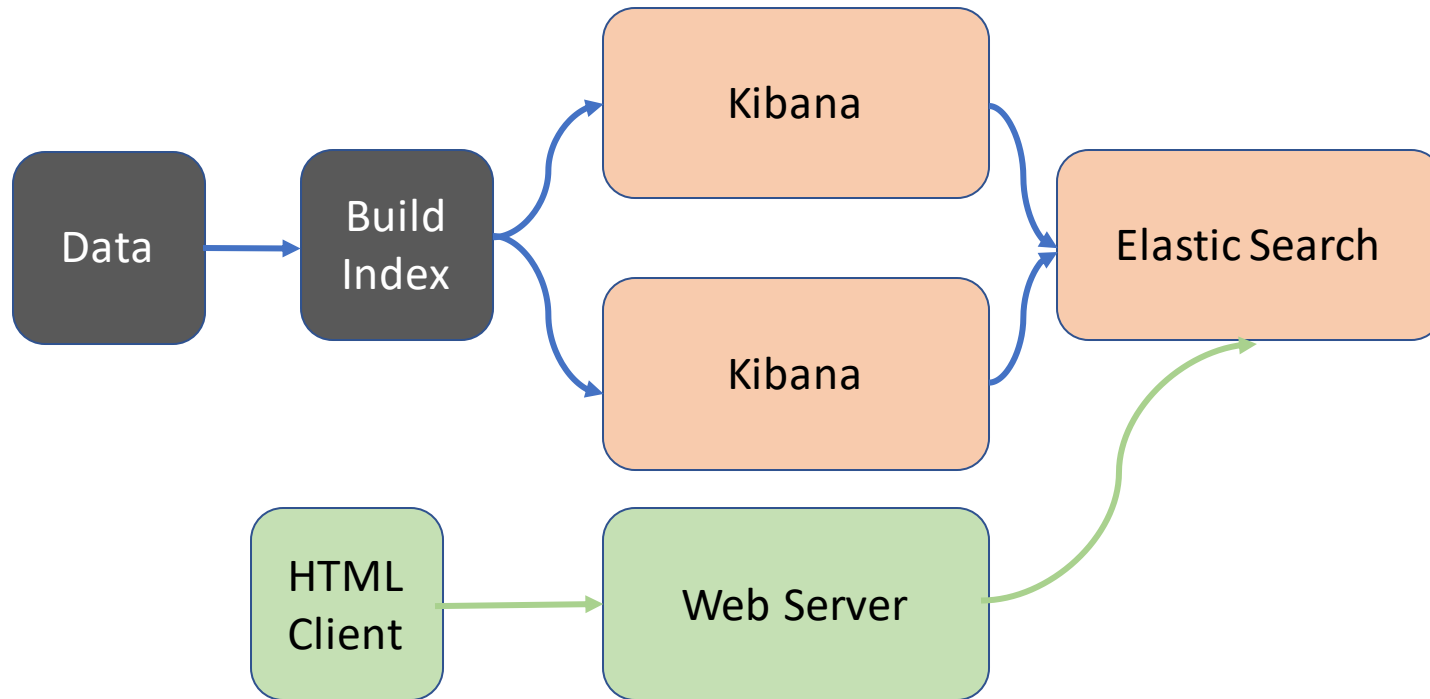 Data
Build
Index
Kibana
Kibana
Elastic Search
HTML
Client
Web Server